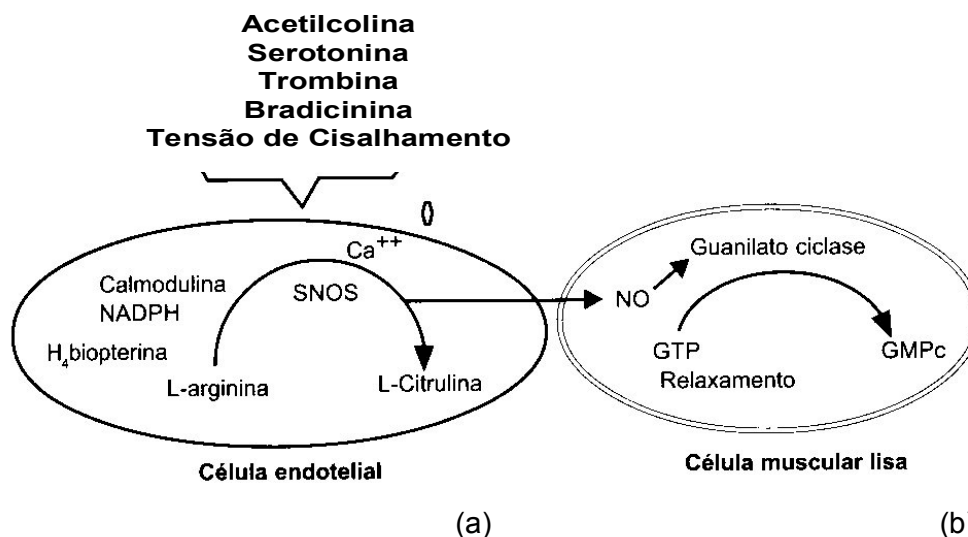 Acetilcolina
Serotonina
Trombina
Bradicinina
Tensão de Cisalhamento
Ca++
Calmodulina
NADPH
SNOS
H4biopterina
L-arginina
L-Citrulina
Célula endotelial
(a)
Guanilato ciclase
NO
GTP
GMPc
Relaxamento
Célula muscular lisa
(b)